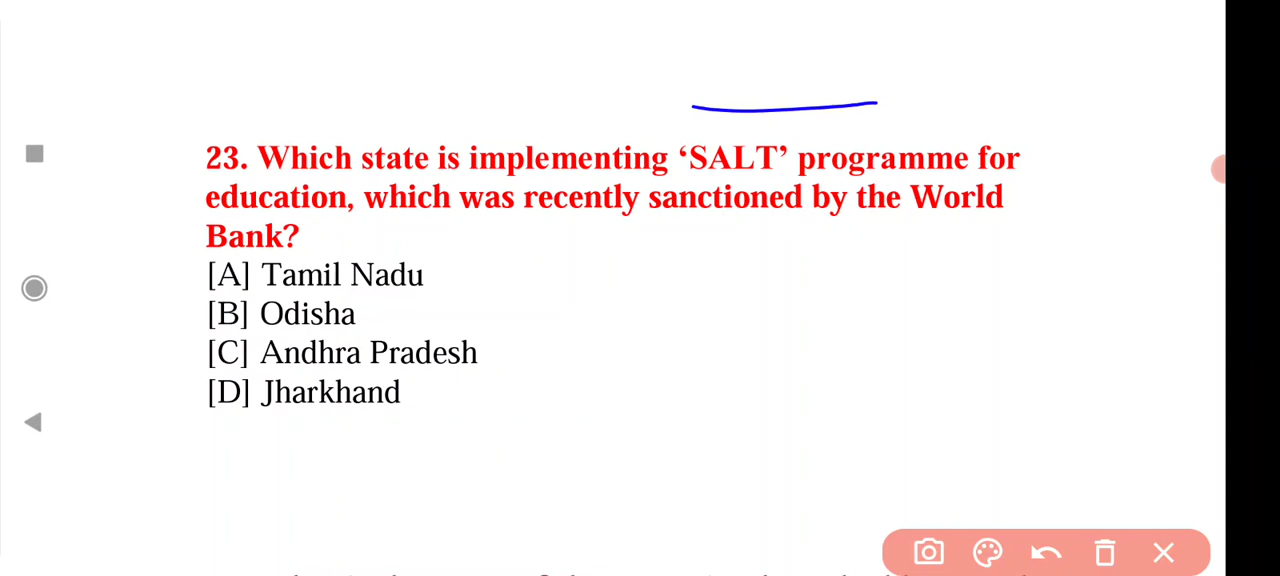 23. Which state is implementing ‘SALT’ programme for
education, which was recently sanctioned by the World
Bank?
[A] Tamil Nadu
[B] Odisha
[C] Andhra Pradesh
[D] Jharkhand